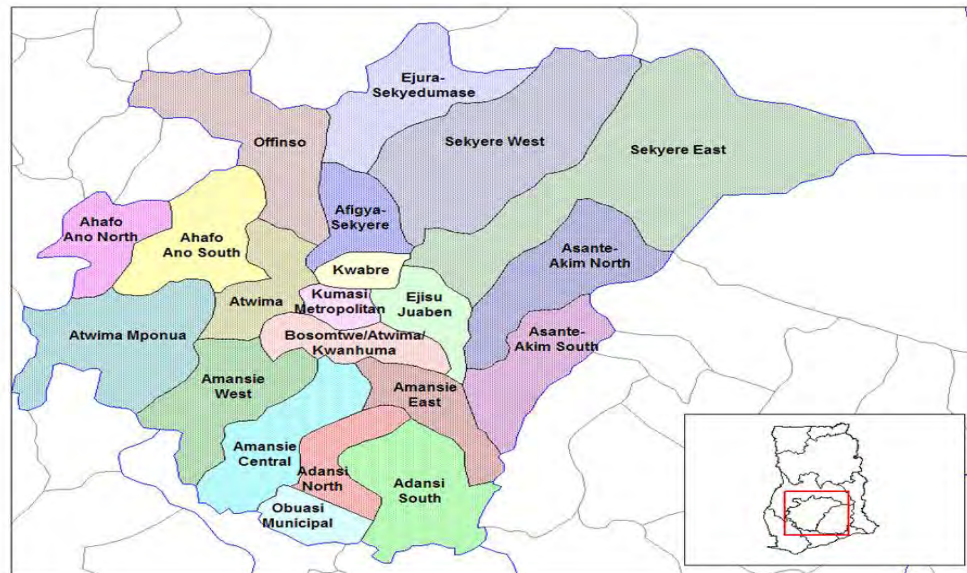 Ejura-
Sekyedumase
Offinso
Sekyere West
Sekyere East
Afigya-
Sekyere
Ahafo
Ano North
Ahafo
Ano South
Asante-
Akim North
Kwabre
Atwima
Kumasi
Metropolitan
Ejisu
Juaben
Atwima Mponua
Bosomtwe/Atwima/
Kwanhuma
Asante-
Akim South
Amansie
West
Amansie
East
Amansie
Central
Adansi
North
Adansi
South
Obuasi
Municipal